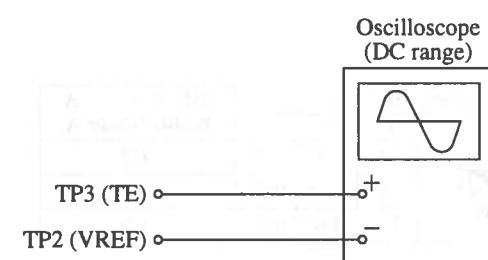 Oscilloscope
(DC range)
TP3 (TE)
+
TP2 (VREF)
−